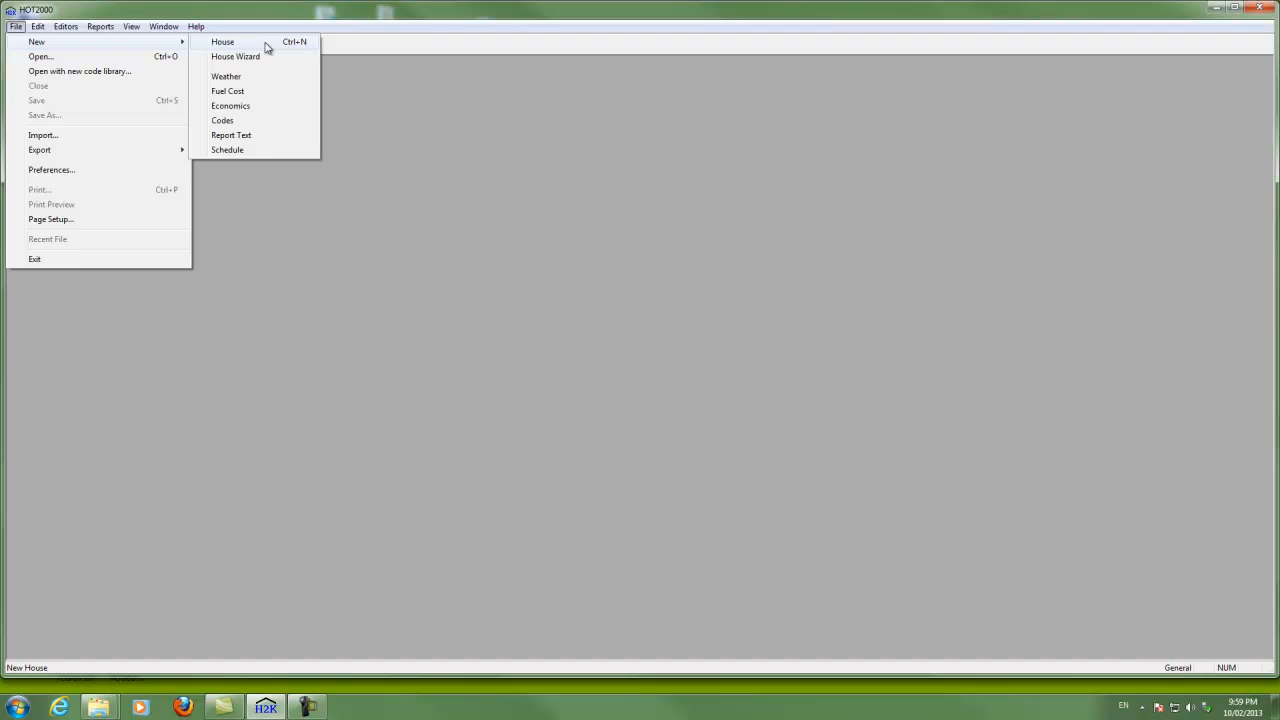 HOT2000
File Edit Editors Reports View Window Help
New
Open... Ctrl+O
Open with new code library...
Close
Save Ctrl+S
Save As...
Import...
Export
Preferences...
Print... Ctrl+P
Print Preview
Page Setup...
Recent File
Exit
House Ctrl+N
House Wizard
Weather
Fuel Cost
Economics
Codes
Report Text
Schedule
New House General NUM
H2K
EN
9:59 PM
10/02/2013